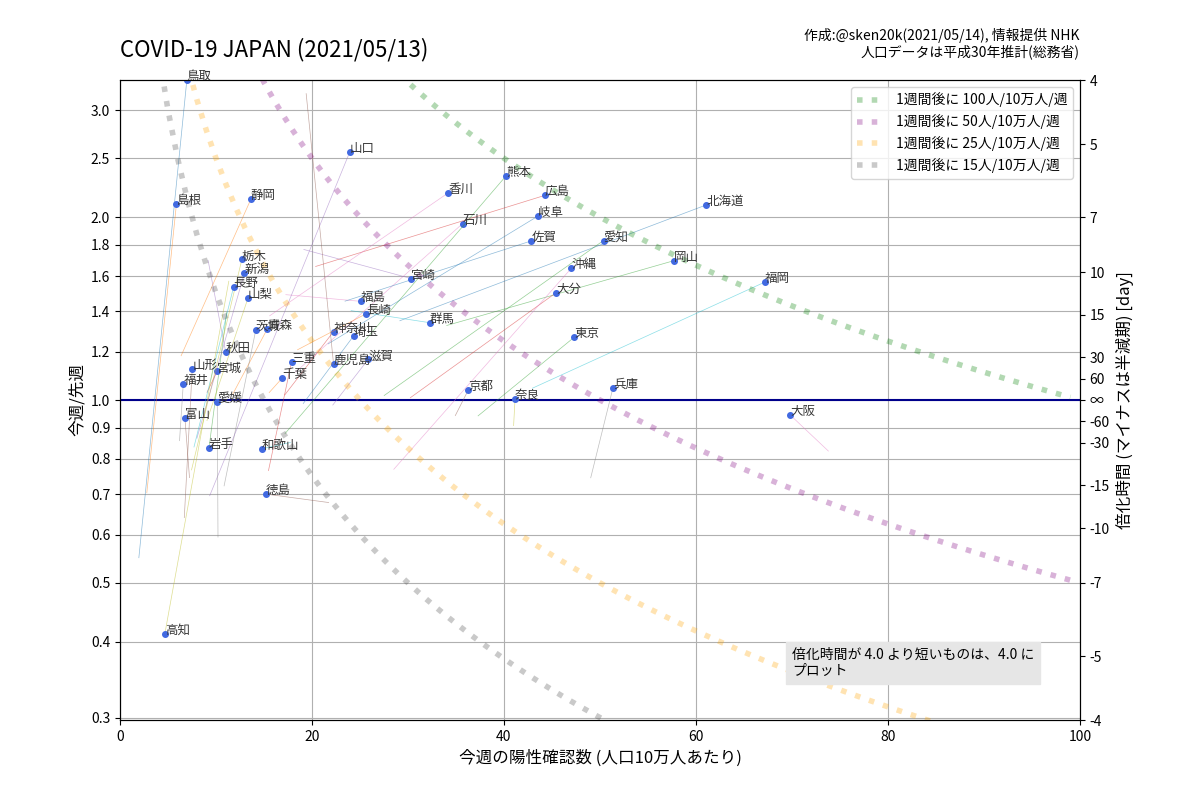 COVID-19 JAPAN (2021/05/13)
作成:@sken20k(2021/05/14), 情報提供 NHK
人口データは平成30年推計(総務省)
1週間後に 100人/10万人/週
1週間後に 50人/10万人/週
1週間後に 25人/10万人/週
1週間後に 15人/10万人/週
鳥取
山口
熊本
香川
広島
島根
静岡
北海道
岐阜
石川
佐賀
愛知
栃木
岡山
新潟
沖縄
宮崎
福岡
長野
山梨
福島
大分
長崎
群馬
茨城
青森
神奈川
埼玉
東京
秋田
三重
鹿児島
滋賀
山形
宮城
千葉
福井
京都
兵庫
愛媛
奈良
富山
大阪
岩手
和歌山
徳島
高知
倍化時間が 4.0 より短いものは、4.0 に
プロット
今週/先週
3.0
2.5
2.0
1.8
1.6
1.4
1.2
1.0
0.9
0.8
0.7
0.6
0.5
0.4
0.3
4
5
7
10
15
30
60
∞
-60
-30
-15
-10
-7
-5
-4
倍化時間 (マイナスは半減期) [day]
0
20
40
60
80
100
今週の陽性確認数 (人口10万人あたり)